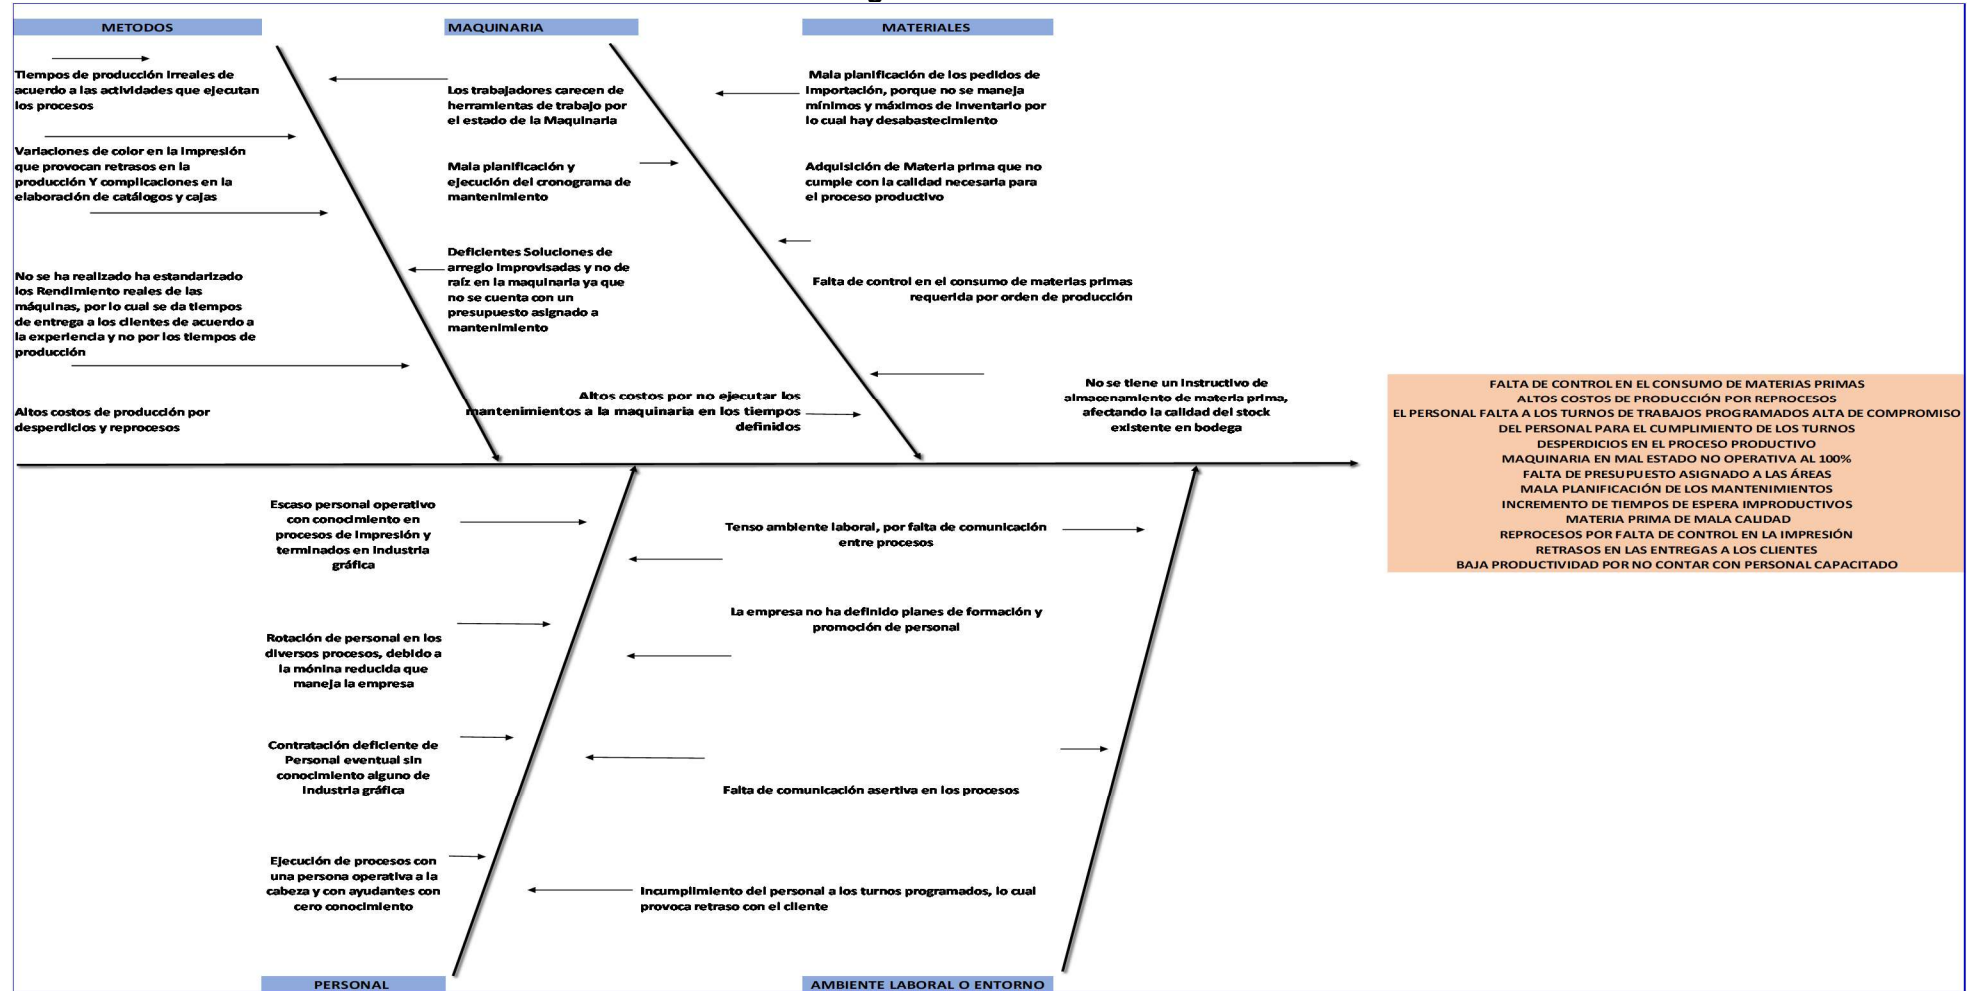 METODOS
Tiempos de producción irreales de
acuerdo a las actividades que ejecutan
los procesos
Variaciones de color en la impresión
que provocan retrasos en la
producción Y complicaciones en la
elaboración de catálogos y cajas
No se ha realizado ha estandarizado
los Rendimiento reales de las
máquinas, por lo cual se da tiempos
de entrega a los clientes de acuerdo a
la experiencia y no por los tiempos de
producción
Altos costos de producción por
desperdicios y reprocesos
MAQUINARIA
Los trabajadores carecen de
herramientas de trabajo por
el estado de la Maquinaria
Mala planificación y
ejecución del cronograma de
mantenimiento
Deficientes Soluciones de
arreglo improvisadas y no de
raíz en la maquinaria ya que
no se cuenta con un
presupuesto asignado a
mantenimiento
Altos costos por no ejecutar los
mantenimientos a la maquinaria en los tiempos
definidos
MATERIALES
Mala planificación de los pedidos de
importación, porque no se maneja
mínimos y máximos de inventario por
lo cual hay desabastecimiento
Adquisición de Materia prima que no
cumple con la calidad necesaria para
el proceso productivo
Falta de control en el consumo de materias primas
requerida por orden de producción
No se tiene un instructivo de
almacenamiento de materia prima,
afectando la calidad del stock
existente en bodega
FALTA DE CONTROL EN EL CONSUMO DE MATERIAS PRIMAS
ALTOS COSTOS DE PRODUCCIÓN POR REPROCESOS
EL PERSONAL FALTA A LOS TURNOS DE TRABAJOS PROGRAMADOS ALTA DE COMPROMISO
DEL PERSONAL PARA EL CUMPLIMIENTO DE LOS TURNOS
DESPERDICIOS EN EL PROCESO PRODUCTIVO
MAQUINARIA EN MAL ESTADO NO OPERATIVA AL 100%
FALTA DE PRESUPUESTO ASIGNADO A LAS ÁREAS
MALA PLANIFICACIÓN DE LOS MANTENIMIENTOS
INCREMENTO DE TIEMPOS DE ESPERA IMPRODUCTIVOS
MATERIA PRIMA DE MALA CALIDAD
REPROCESOS POR FALTA DE CONTROL EN LA IMPRESIÓN
RETRASOS EN LAS ENTREGAS A LOS CLIENTES
BAJA PRODUCTIVIDAD POR NO CONTAR CON PERSONAL CAPACITADO
Escaso personal operativo
con conocimiento en
procesos de impresión y
terminados en industria
gráfica
Rotación de personal en los
diversos procesos, debido a
la mónina reducida que
maneja la empresa
Contratación deficiente de
Personal eventual sin
conocimiento alguno de
industria gráfica
Ejecución de procesos con
una persona operativa a la
cabeza y con ayudantes con
cero conocimiento
PERSONAL
Tenso ambiente laboral, por falta de comunicación
entre procesos
La empresa no ha definido planes de formación y
promoción de personal
Falta de comunicación asertiva en los procesos
Incumplimiento del personal a los turnos programados, lo cual
provoca retraso con el cliente
AMBIENTE LABORAL O ENTORNO